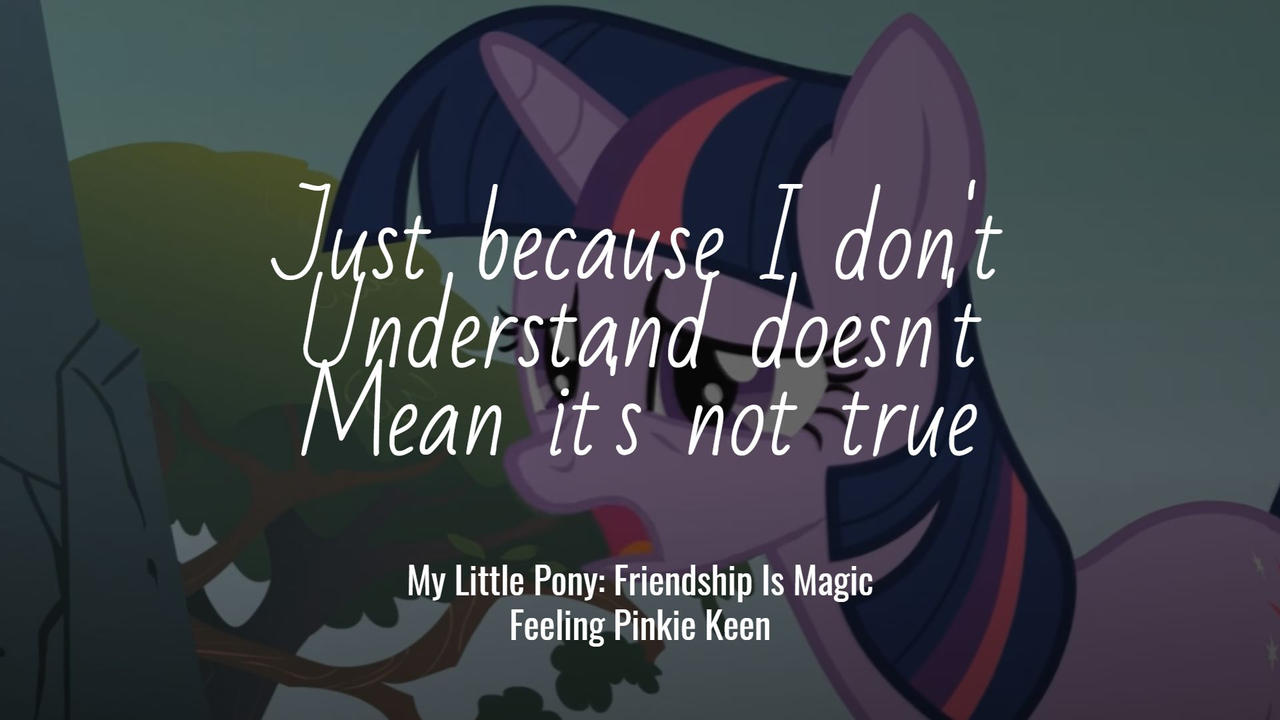 Just because I don't
Understand doesn't
Mean it's not true
My Little Pony: Friendship Is Magic
Feeling Pinkie Keen